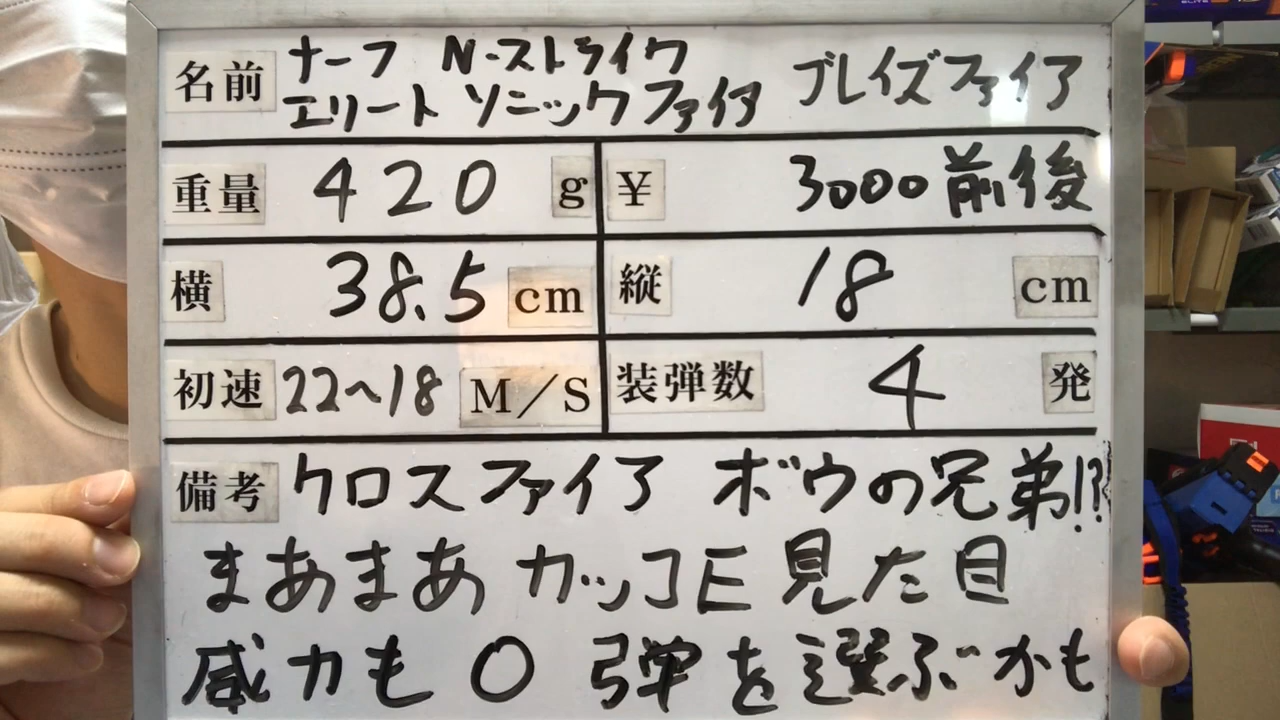 名前 ナーフ N-ストライク
エリート ソニックファイア ブレイズファイア
重量 420 g ¥ 3000前後
横 38.5 cm 縦 18 cm
初速 22~18 M/S 装弾数 4 発
備考 クロスファイア ボウの兄弟!?
まあまあ カッコE 見た目
威力も〇 弾を選ぶかも